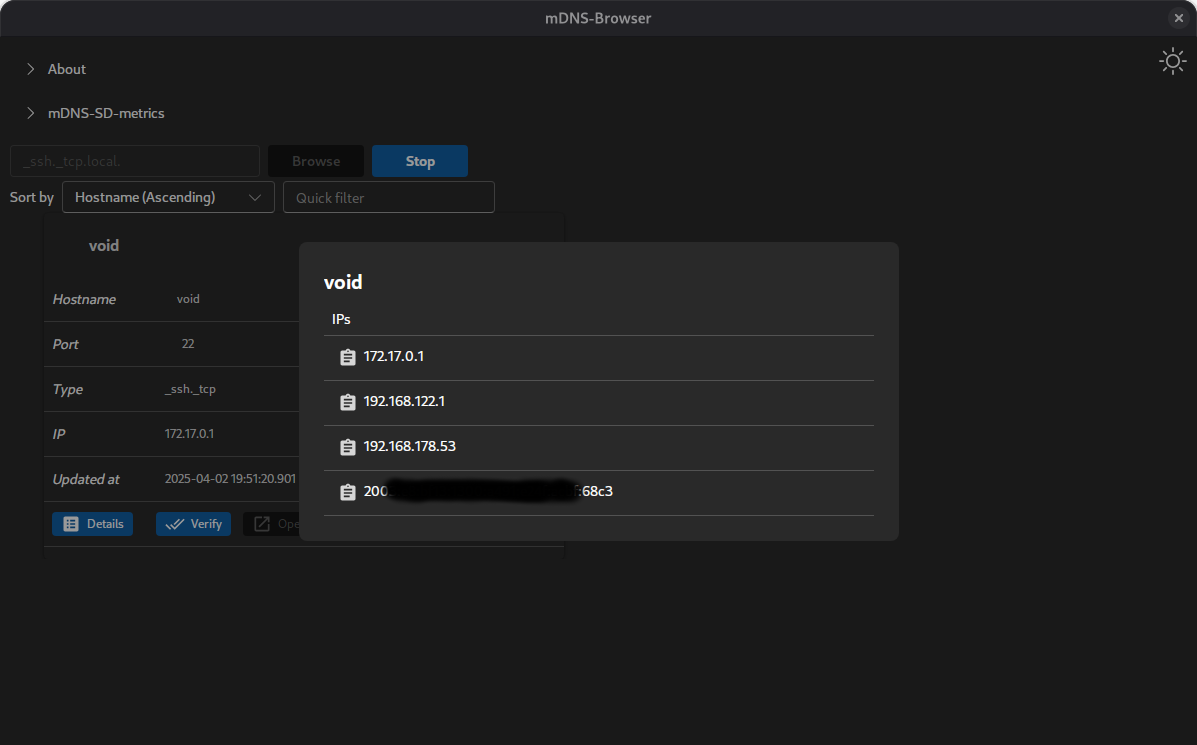 mDNS-Browser
About
mDNS-SD-metrics
_ssh._tcp.local.
Browse
Stop
Sort by
Hostname (Ascending)
Quick filter
void
Hostname void
Port 22
Type _ssh._tcp
IP 172.17.0.1
Updated at 2025-04-02 19:51:20.901
Details
Verify
void
IPs
172.17.0.1
192.168.122.1
192.168.178.53
200 :68c3